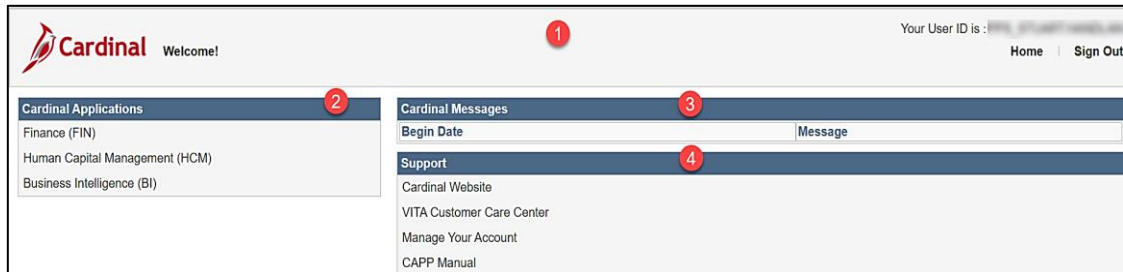 Cardinal Welcome!
1
Your User ID is :
Home Sign Out
Cardinal Applications 2
Finance (FIN)
Human Capital Management (HCM)
Business Intelligence (BI)
Cardinal Messages 3
Begin Date Message
Support 4
Cardinal Website
VITA Customer Care Center
Manage Your Account
CAPP Manual